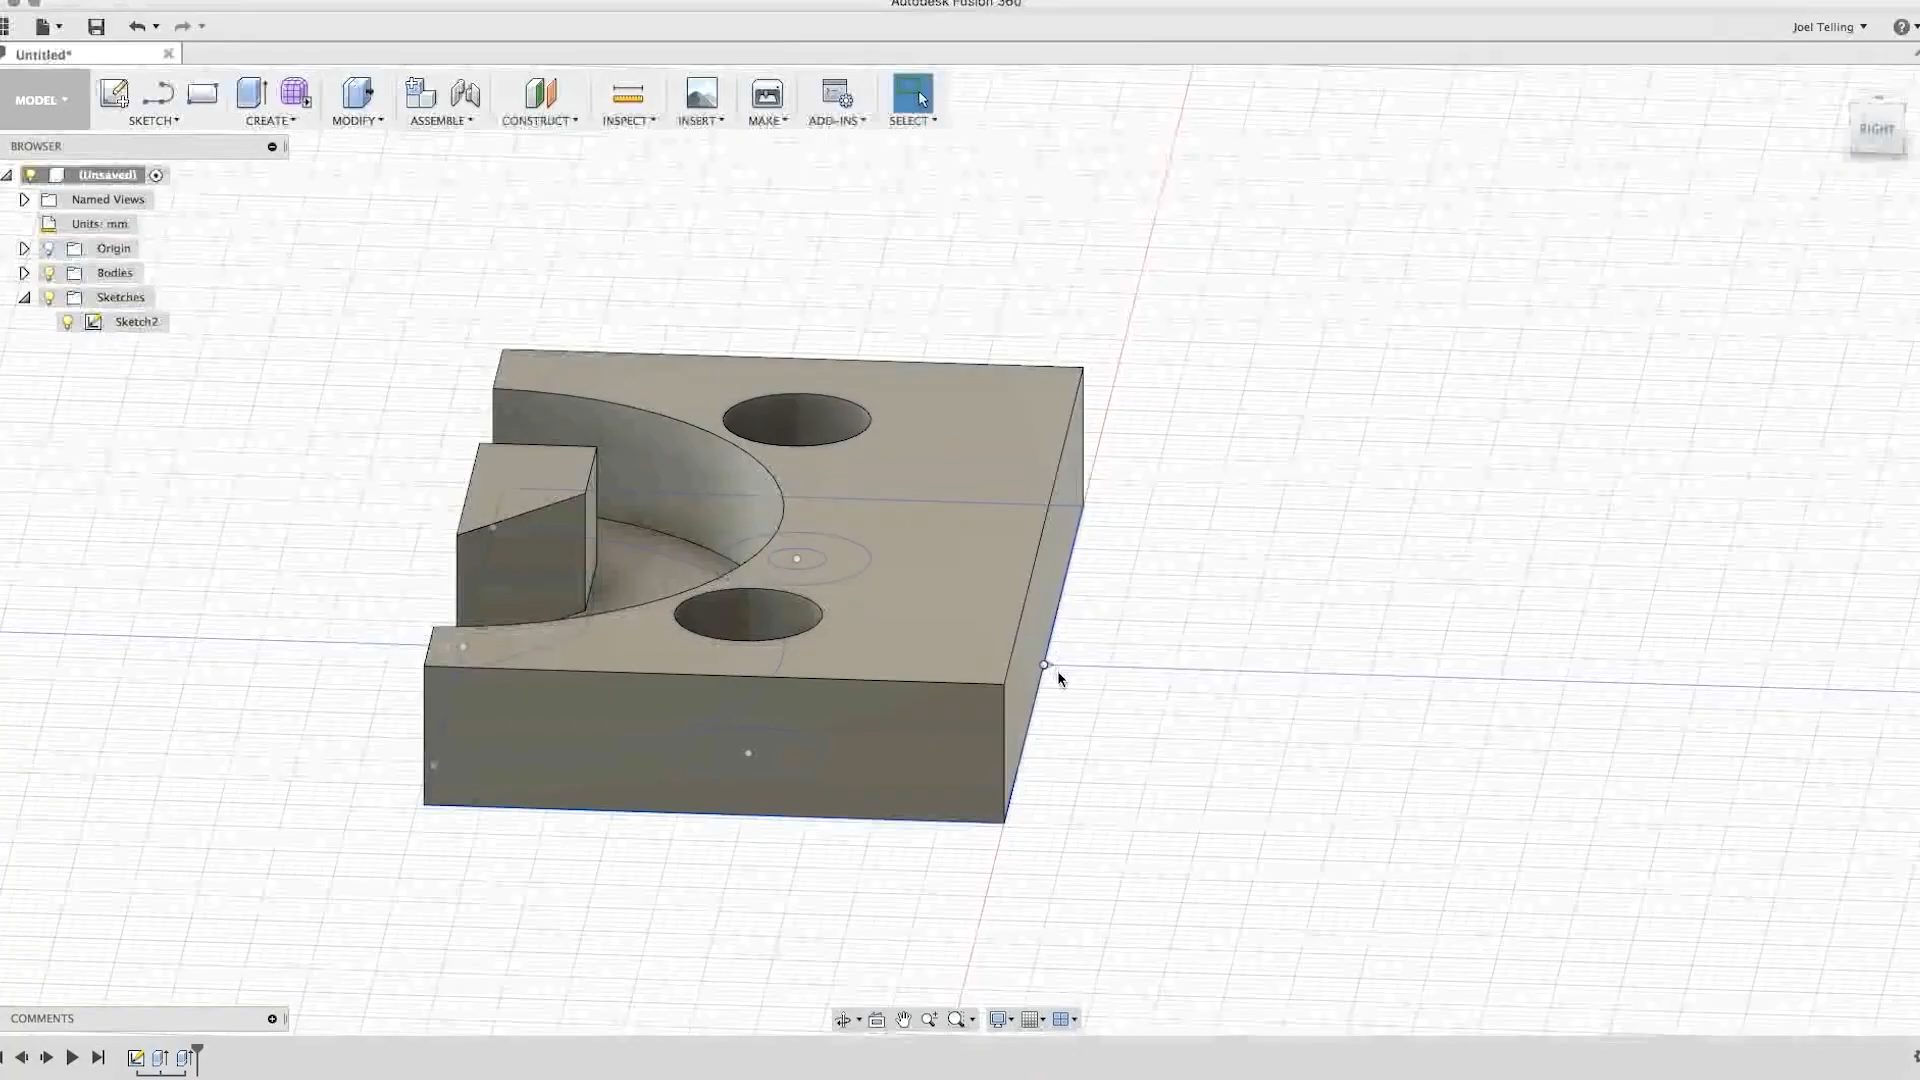 Autodesk Fusion 360
Joel Telling
Untitled*
MODEL
SKETCH
CREATE
MODIFY
ASSEMBLE
CONSTRUCT
INSPECT
INSERT
MAKE
ADD-INS
SELECT
RIGHT
BROWSER
(Unsaved)
Named Views
Units: mm
Origin
Bodies
Sketches
Sketch2
COMMENTS